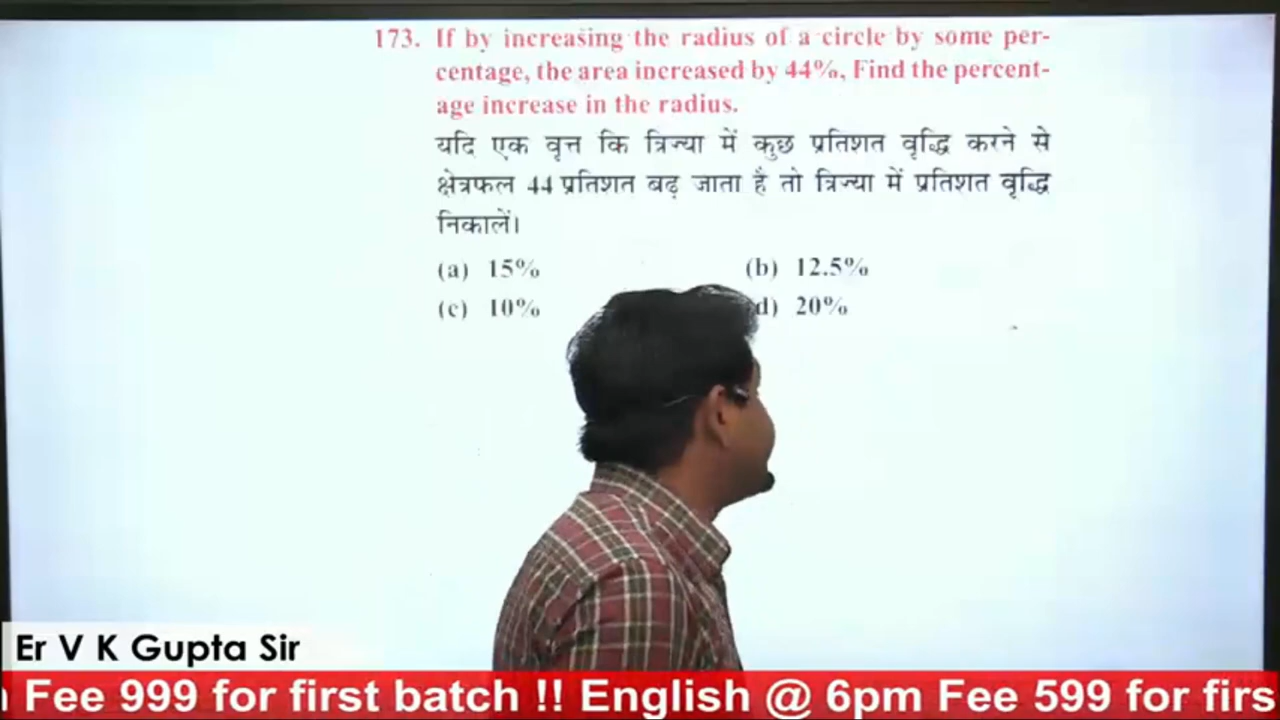 173. If by increasing the radius of a circle by some per-
centage, the area increased by 44%, Find the percent-
age increase in the radius.
यदि एक वृत्त कि त्रिज्या में कुछ प्रतिशत वृद्धि करने से
क्षेत्रफल 44 प्रतिशत बढ़ जाता है तो त्रिज्या में प्रतिशत वृद्धि
निकालें।
(a) 15% (b) 12.5%
(c) 10% d) 20%
Er V K Gupta Sir
Fee 999 for first batch !! English @ 6pm Fee 599 for firs